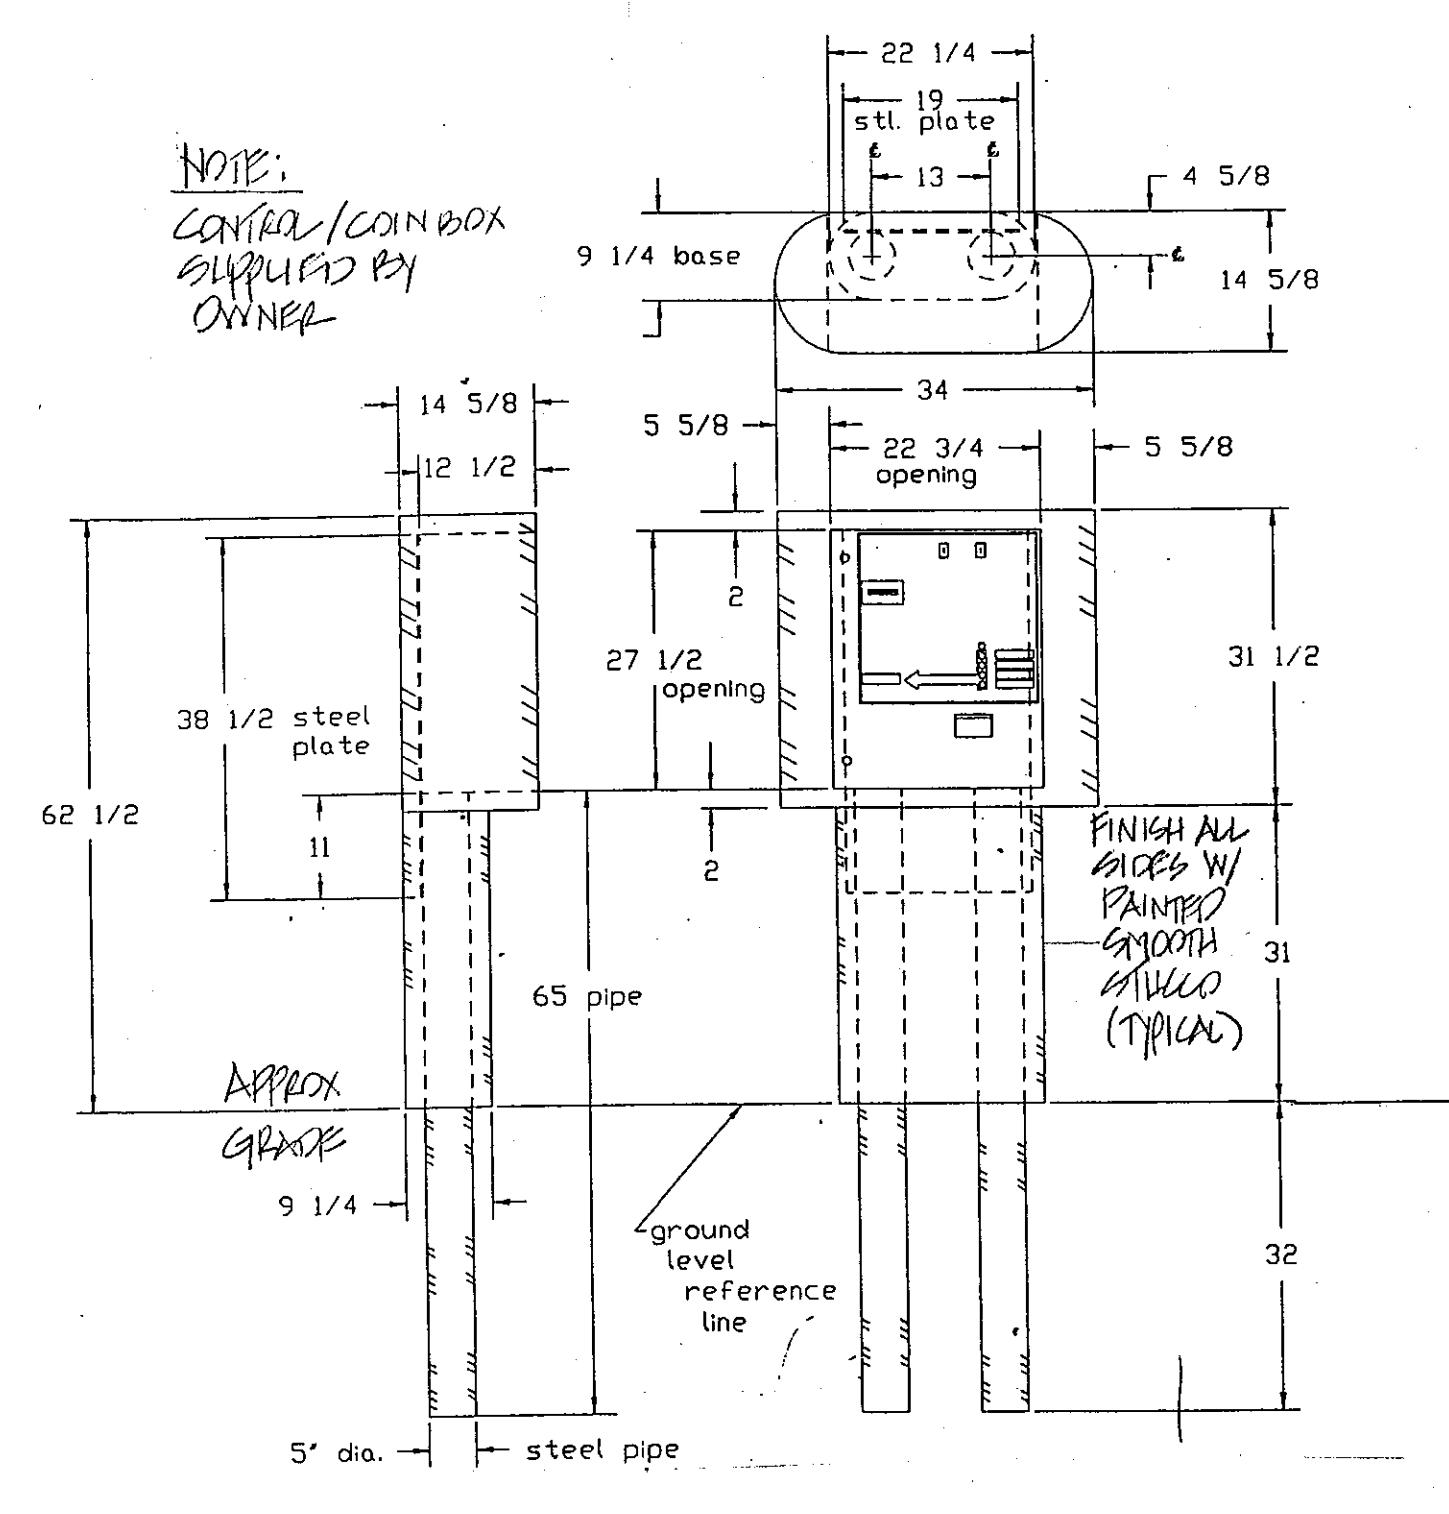 22 1/4
19
stl. plate
℄ ℄
13
4 5/8
9 1/4 base
℄
14 5/8
34
NOTE:
CONTROL/COIN BOX
SUPPLIED BY
OWNER
14 5/8
12 1/2
5 5/8
22 3/4
opening
5 5/8
2
27 1/2
opening
31 1/2
38 1/2 steel
plate
62 1/2
11
2
FINISH ALL
SIDES W/
PAINTED
SMOOTH
STUCCO
(TYPICAL)
31
65 pipe
APPROX
GRADE
9 1/4
ground
level
reference
line
32
5" dia.
steel pipe